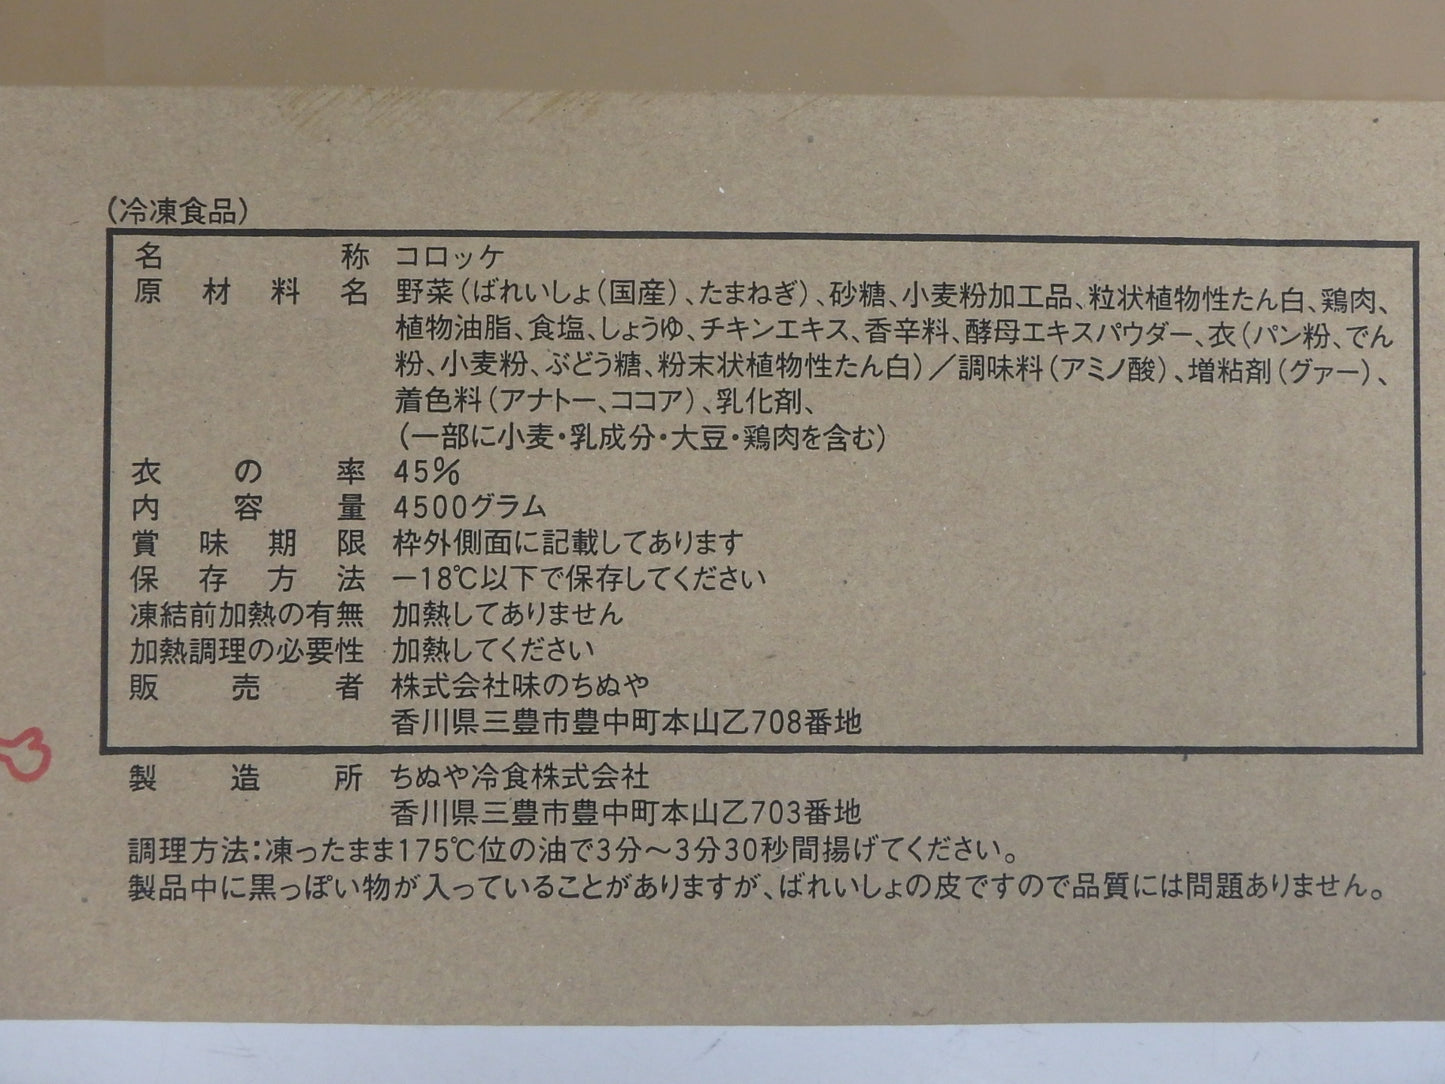 (冷凍食品)
名称 コロッケ
原材料名 野菜(ばれいしょ(国産)、たまねぎ)、砂糖、小麦粉加工品、粒状植物性たん白、鶏肉、
植物油脂、食塩、しょうゆ、チキンエキス、香辛料、酵母エキスパウダー、衣(パン粉、でん
粉、小麦粉、ぶどう糖、粉末状植物性たん白)/調味料(アミノ酸)、増粘剤(グァー)、
着色料(アナトー、ココア)、乳化剤、
(一部に小麦・乳成分・大豆・鶏肉を含む)
衣の率 45%
内容量 4500グラム
賞味期限 枠外側面に記載してあります
保存方法 −18℃以下で保存してください
凍結前加熱の有無 加熱してありません
加熱調理の必要性 加熱してください
販売者 株式会社味のちぬや
香川県三豊市豊中町本山乙708番地
製造所 ちぬや冷食株式会社
香川県三豊市豊中町本山乙703番地
調理方法:凍ったまま175℃位の油で3分～3分30秒間揚げてください。
製品中に黒っぽい物が入っていることがありますが、ばれいしょの皮ですので品質には問題ありません。